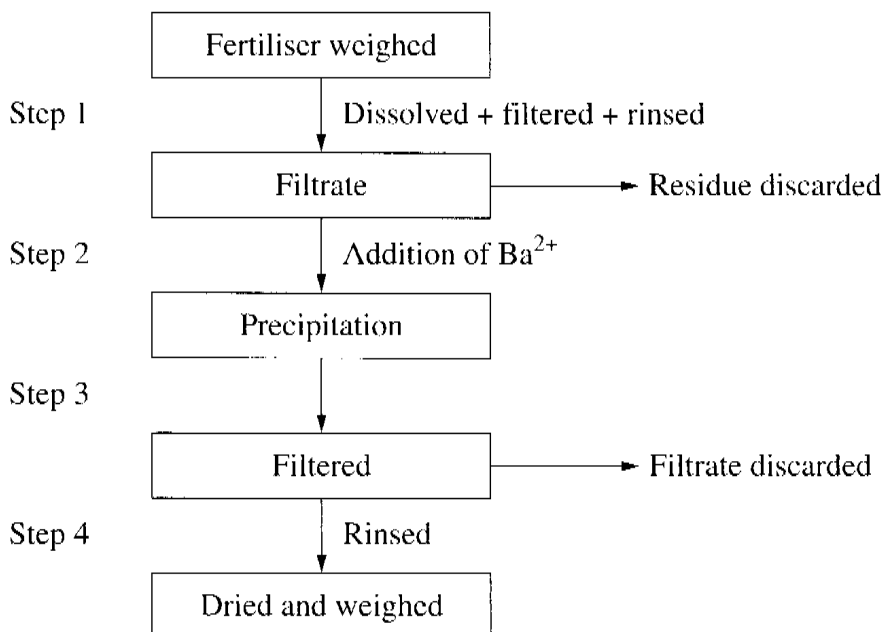 Fertiliser weighed
Step 1
Dissolved + filtered + rinsed
Filtrate
Residue discarded
Step 2
Addition of Ba²⁺
Precipitation
Step 3
Filtered
Filtrate discarded
Step 4
Rinsed
Dried and weighed